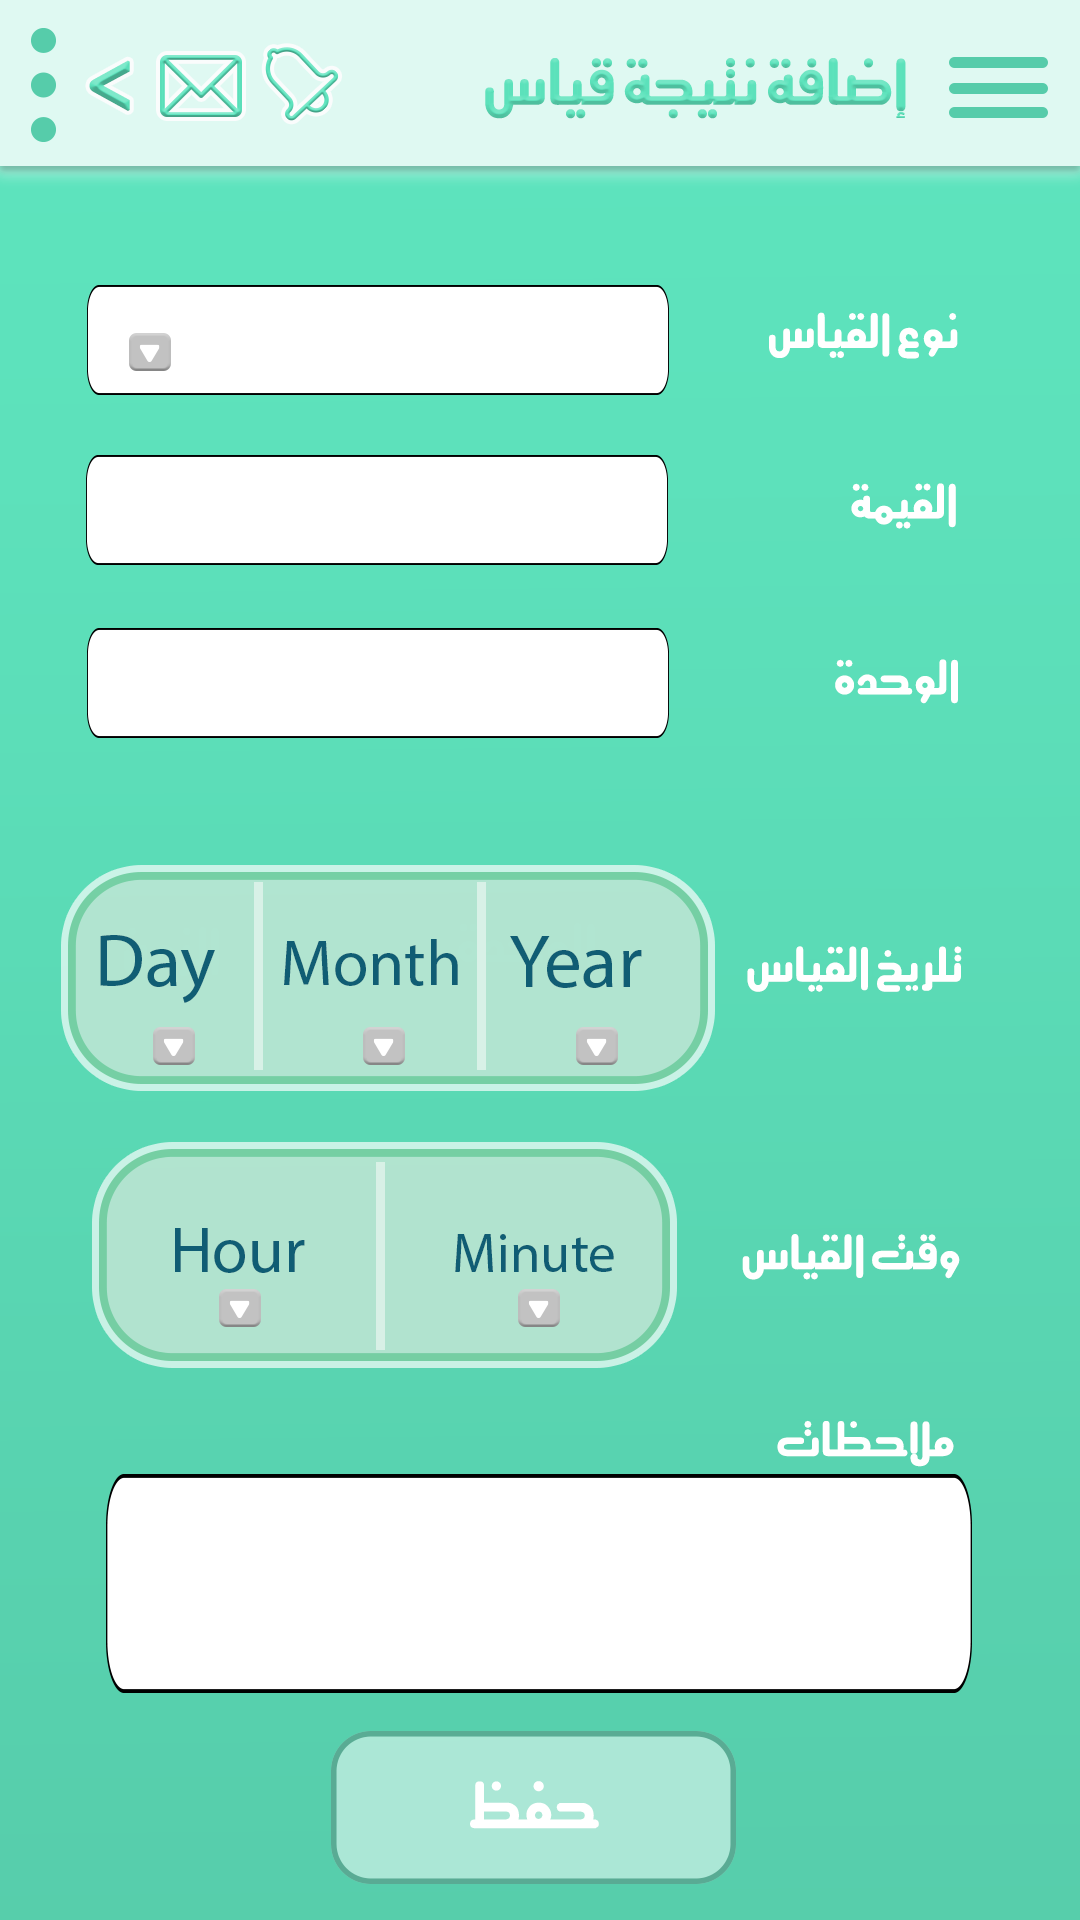 إضافة نتيجة قياس
نوع القياس
القيمة
الوحدة
تاريخ القياس
Day Month Year
وقت القياس
Hour Minute
ملاحظات
حفظ